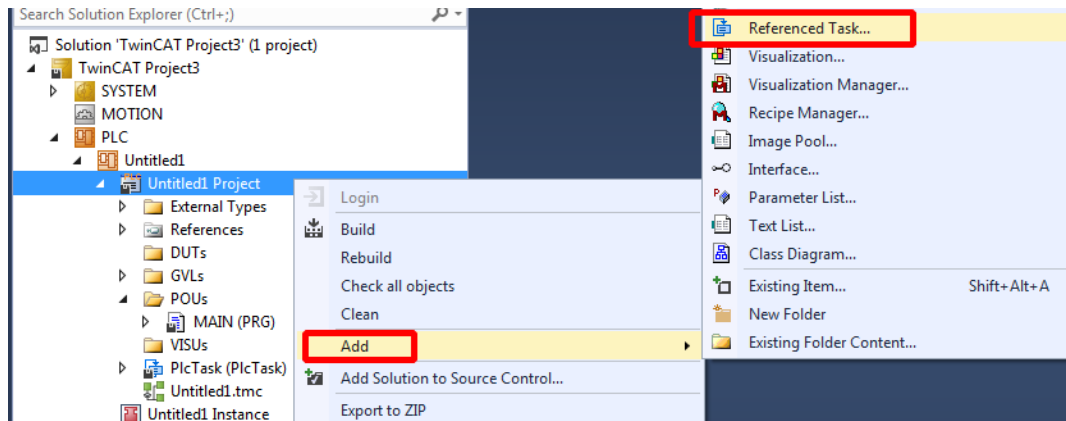 Search Solution Explorer (Ctrl+;)
Solution 'TwinCAT Project3' (1 project)
TwinCAT Project3
SYSTEM
MOTION
PLC
Untitled1
Untitled1 Project
External Types
References
DUTs
GVLs
POUs
MAIN (PRG)
VISUs
PlcTask (PlcTask)
Untitled1.tmc
Untitled1 Instance
Login
Build
Rebuild
Check all objects
Clean
Add
Add Solution to Source Control...
Export to ZIP
Referenced Task...
Visualization...
Visualization Manager...
Recipe Manager...
Image Pool...
Interface...
Parameter List...
Text List...
Class Diagram...
Existing Item... Shift+Alt+A
New Folder
Existing Folder Content...